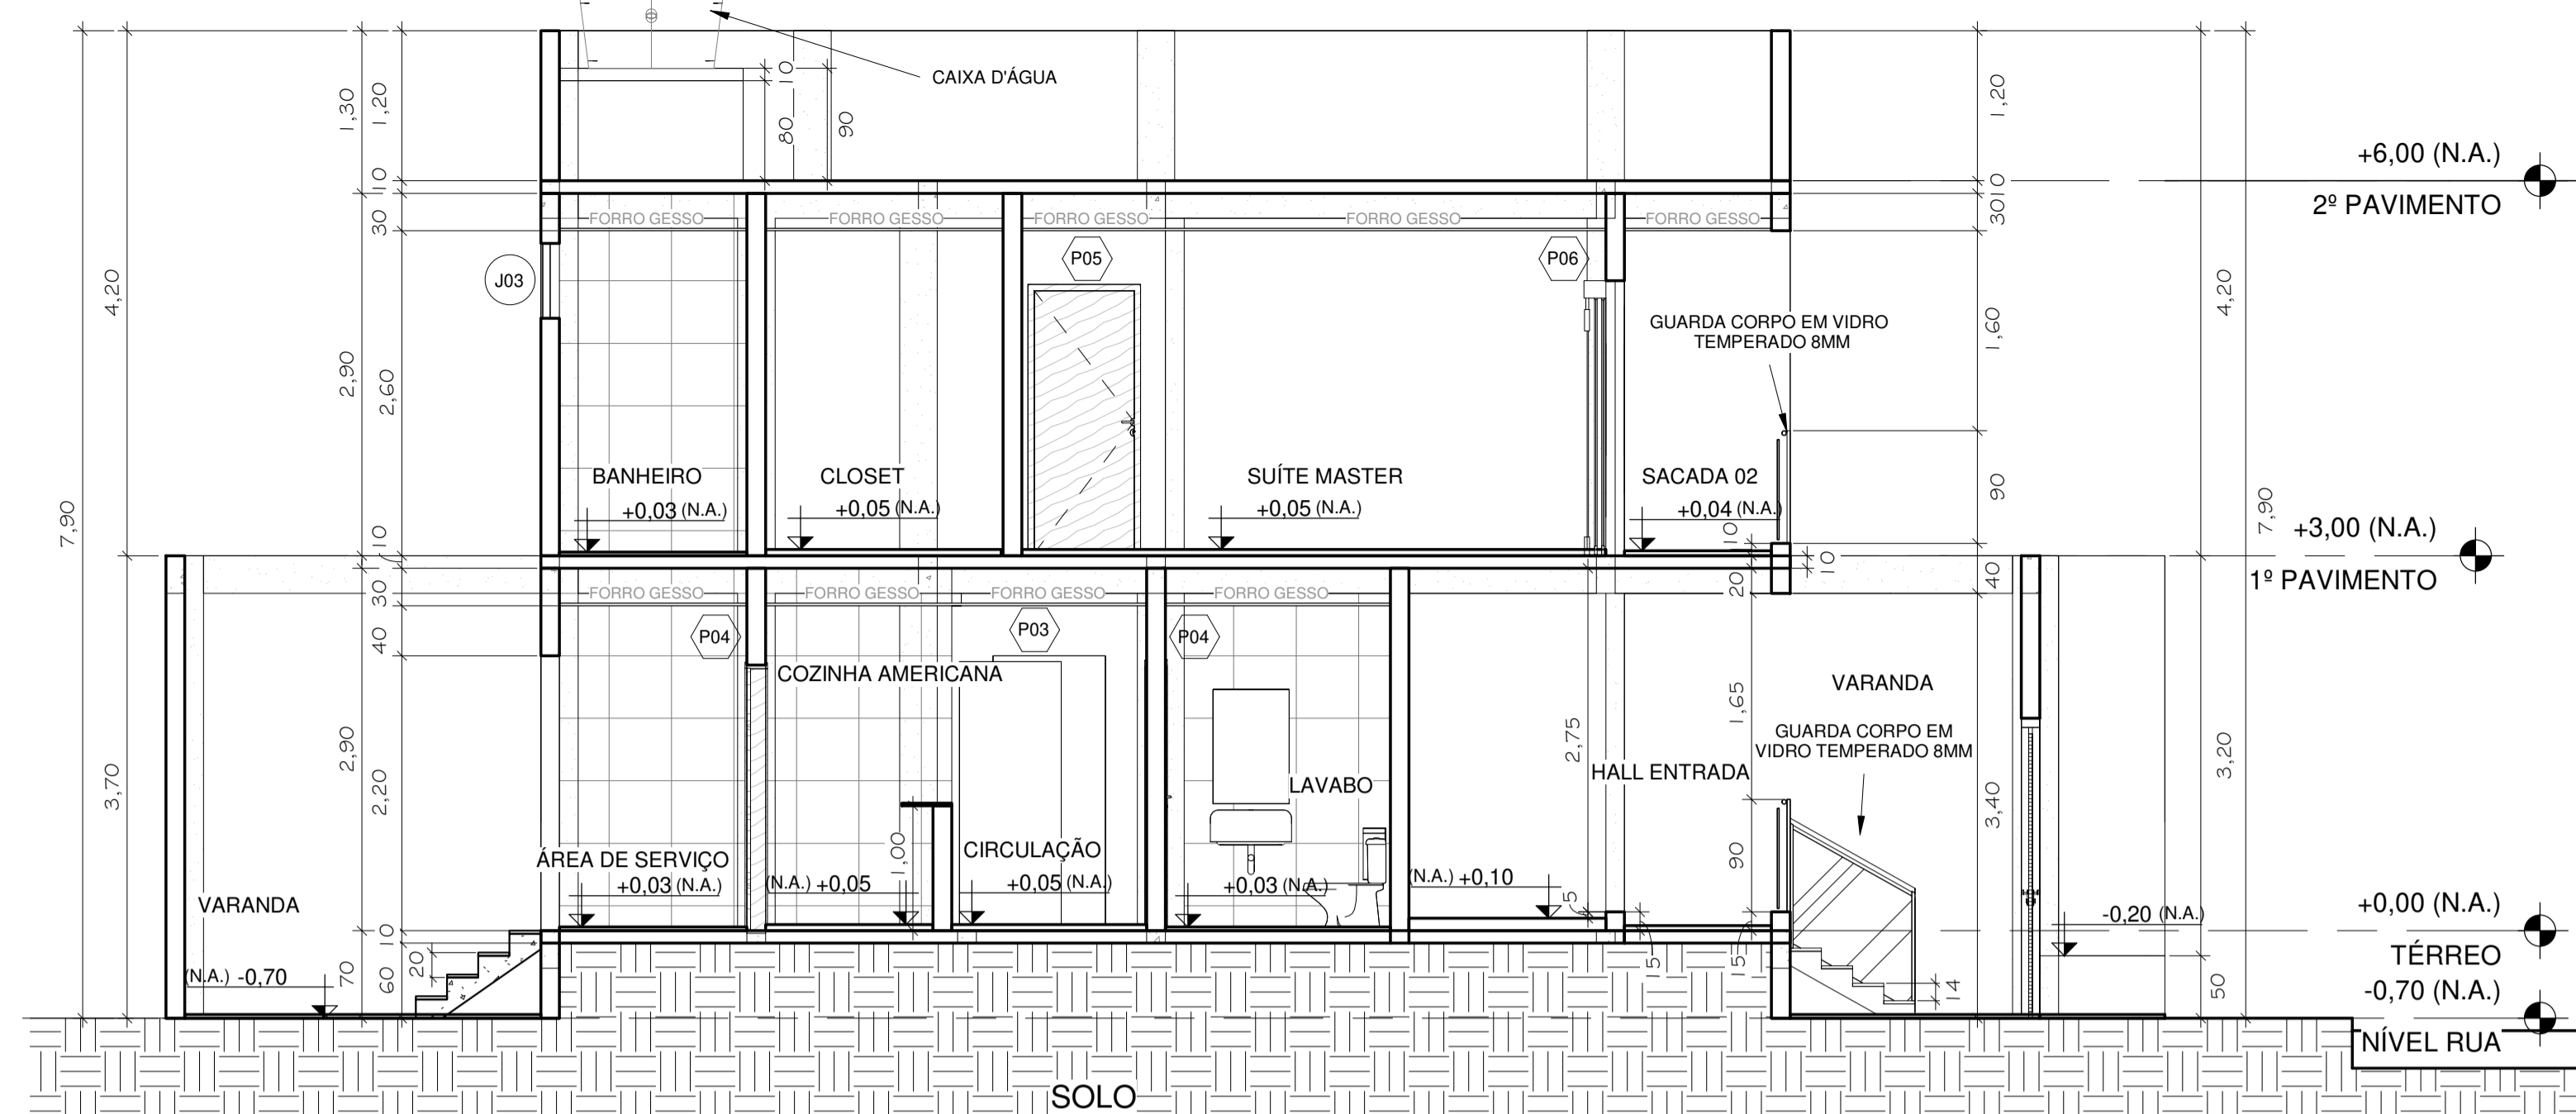 CAIXA D'ÁGUA
1,30
1,20
10
80
90
1,20
+6,00 (N.A.)
2º PAVIMENTO
10
30
FORRO GESSO
FORRO GESSO
FORRO GESSO
FORRO GESSO
FORRO GESSO
10
30
J03
P05
P06
4,20
2,90
2,60
7,90
GUARDA CORPO EM VIDRO
TEMPERADO 8MM
1,60
4,20
90
7,90
BANHEIRO
+0,03 (N.A.)
CLOSET
+0,05 (N.A.)
SUÍTE MASTER
+0,05 (N.A.)
SACADA 02
+0,04 (N.A.)
10
10
10
+3,00 (N.A.)
1º PAVIMENTO
30
40
FORRO GESSO
FORRO GESSO
FORRO GESSO
FORRO GESSO
20
40
P04
P03
P04
COZINHA AMERICANA
VARANDA
GUARDA CORPO EM
VIDRO TEMPERADO 8MM
1,65
2,75
HALL ENTRADA
LAVABO
3,70
2,90
2,20
3,40
3,20
1,00
90
ÁREA DE SERVIÇO
+0,03 (N.A.)
(N.A.) +0,05
CIRCULAÇÃO
+0,05 (N.A.)
+0,03 (N.A.)
(N.A.) +0,10
5
VARANDA
(N.A.) -0,70
10
70
60
20
15
15
14
-0,20 (N.A.)
50
+0,00 (N.A.)
TÉRREO
-0,70 (N.A.)
NÍVEL RUA
SOLO